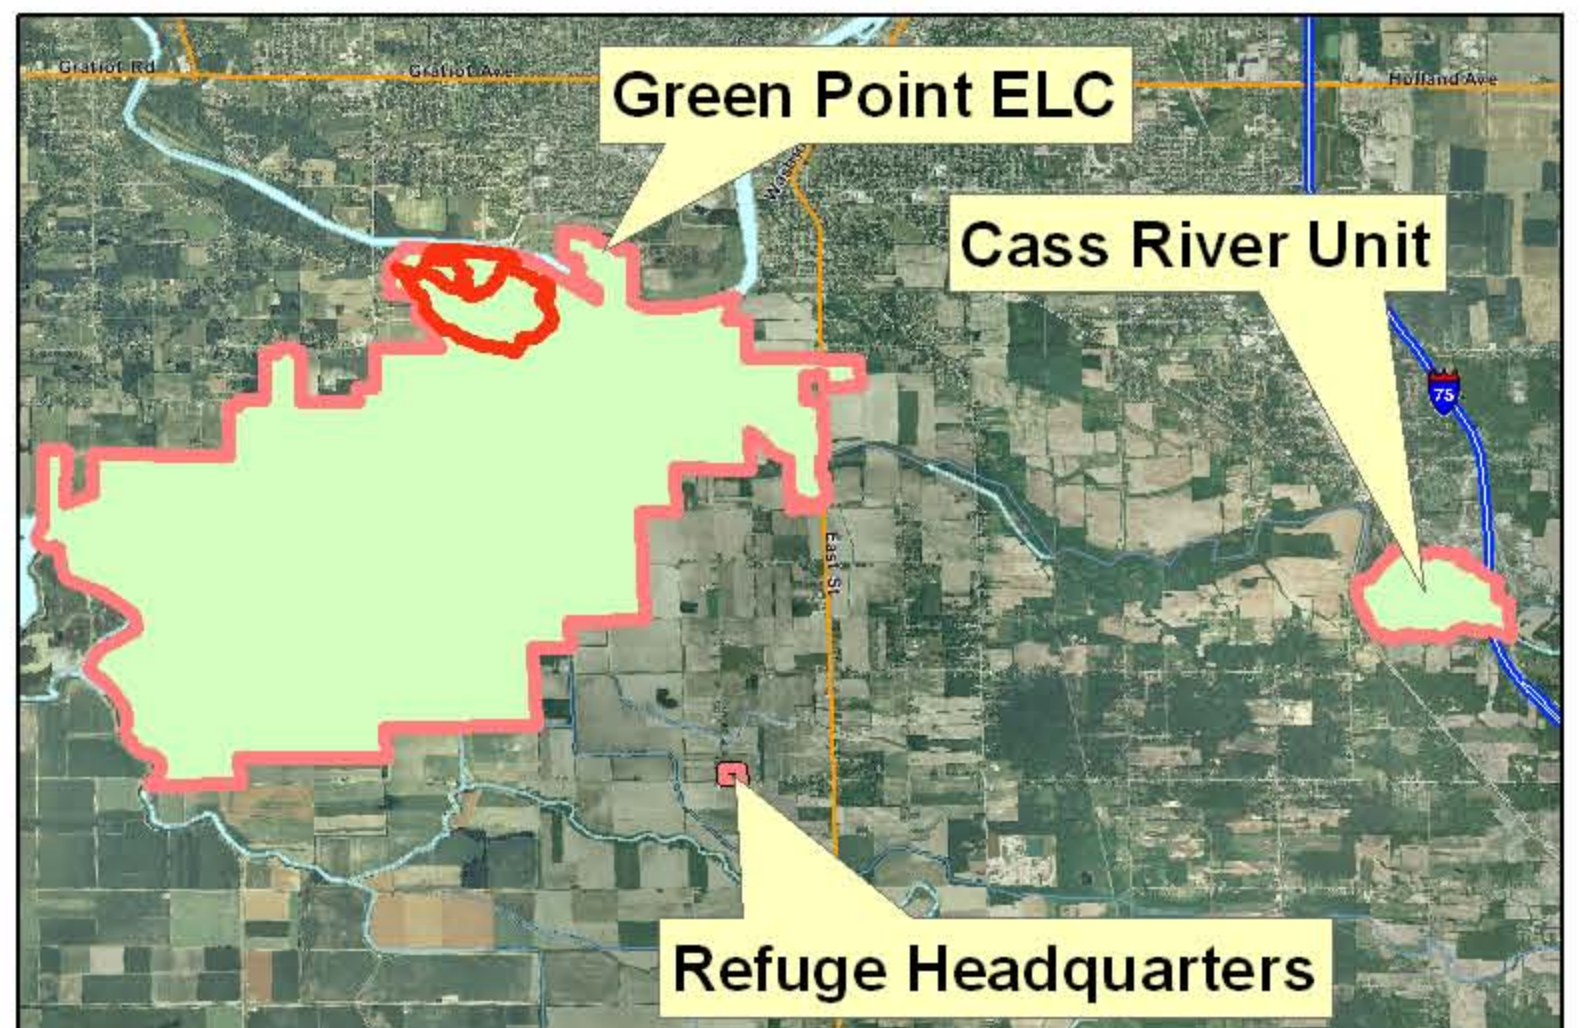 Gratiot Rd
Gratiot Ave
Holland Ave
Green Point ELC
Cass River Unit
75
East St
Refuge Headquarters